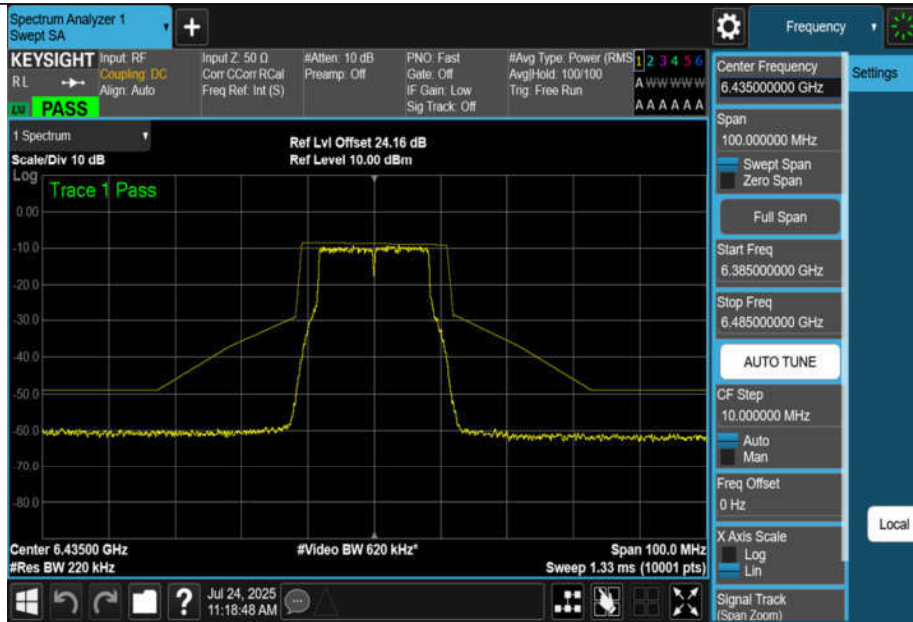 Spectrum Analyzer 1
Swept SA
Frequency
KEYSIGHT
RL
LXI
PASS
Input: RF
Coupling: DC
Align: Auto
Input Z: 50 Ω
Corr CCorr RCal
Freq Ref: Int (S)
#Atten: 10 dB
Preamp: Off
PNO: Fast
Gate: Off
IF Gain: Low
Sig Track: Off
#Avg Type: Power (RMS
Avg|Hold: 100/100
Trig: Free Run
1 2 3 4 5 6
A W W W W W
A A A A A A
1 Spectrum
Scale/Div 10 dB
Ref Lvl Offset 24.16 dB
Ref Level 10.00 dBm
Log
Trace 1 Pass
0.00
-10.0
-20.0
-30.0
-40.0
-50.0
-60.0
-70.0
-80.0
Center 6.43500 GHz
#Res BW 220 kHz
#Video BW 620 kHz*
Span 100.0 MHz
Sweep 1.33 ms (10001 pts)
Jul 24, 2025
11:18:48 AM
Center Frequency
6.435000000 GHz
Span
100.000000 MHz
Swept Span
Zero Span
Full Span
Start Freq
6.385000000 GHz
Stop Freq
6.485000000 GHz
AUTO TUNE
CF Step
10.000000 MHz
Auto
Man
Freq Offset
0 Hz
X Axis Scale
Log
Lin
Signal Track
(Span Zoom)
Settings
Local